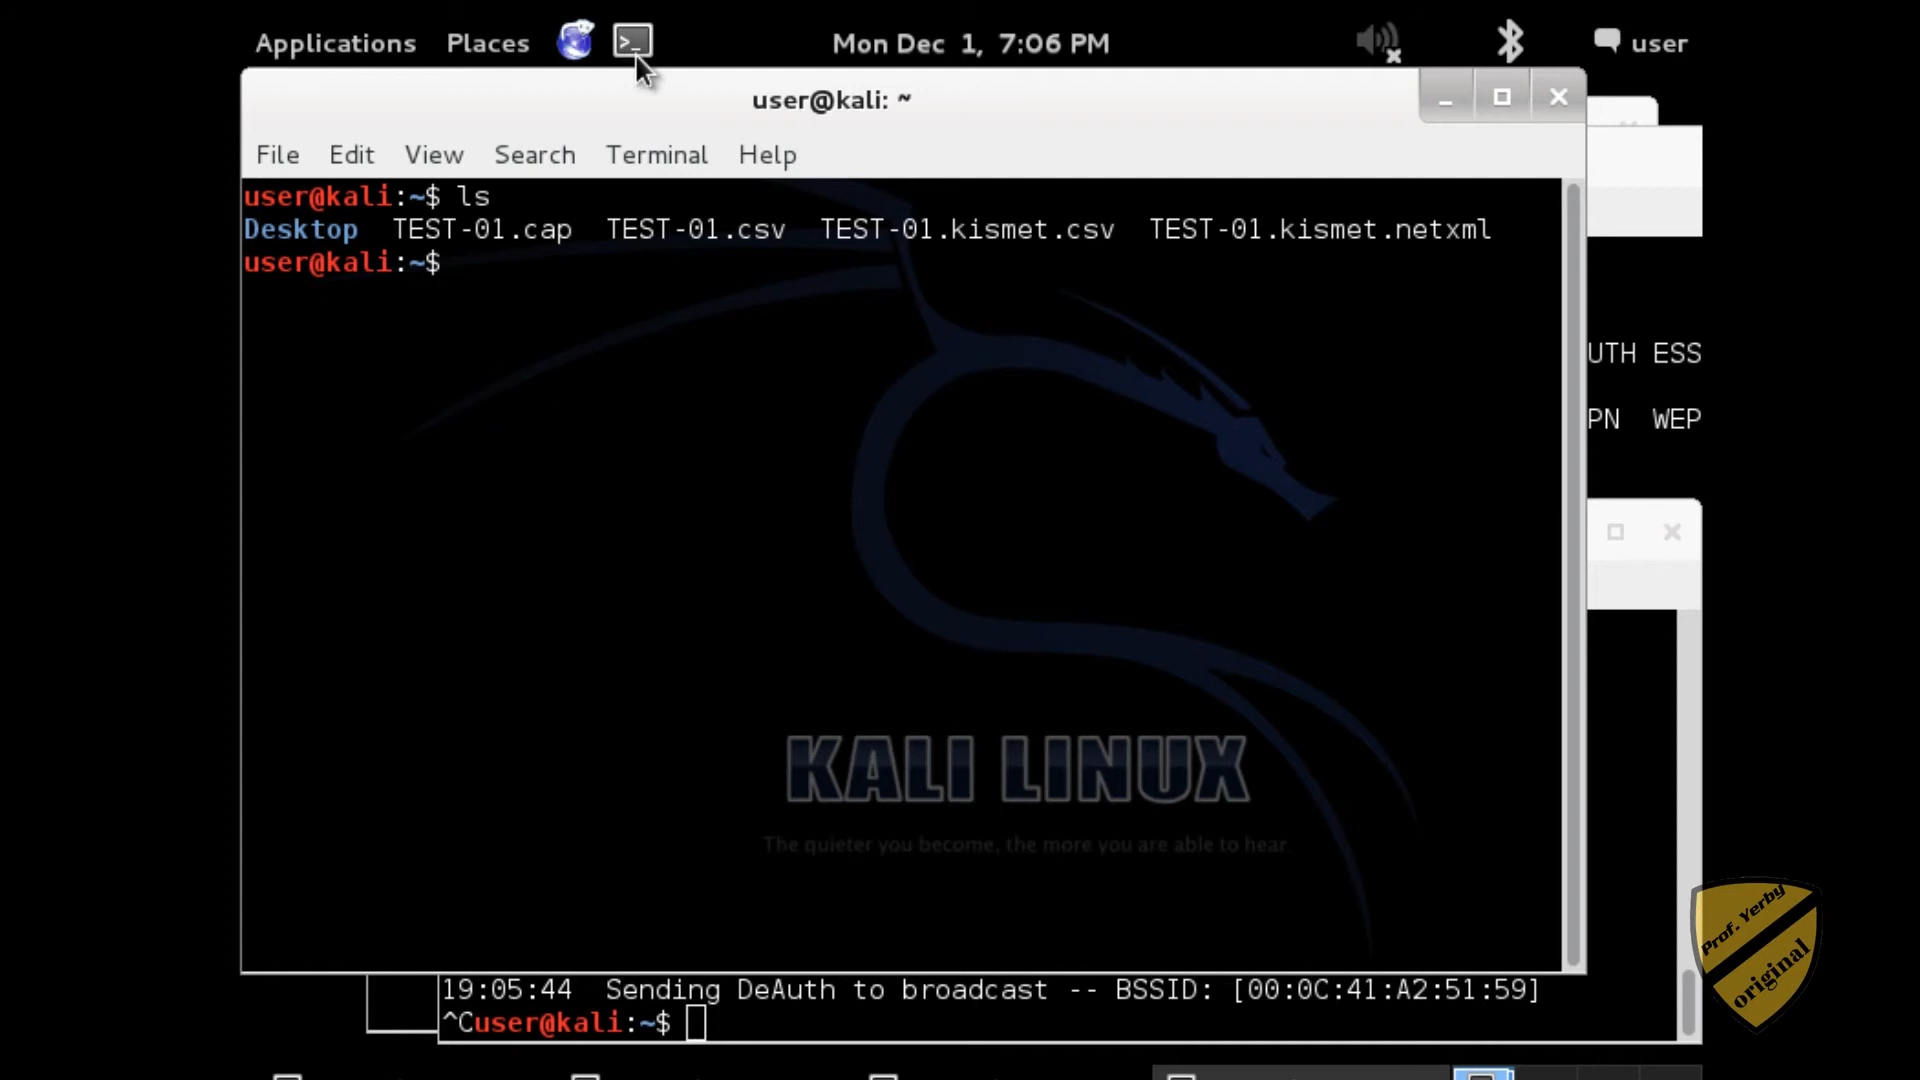 Applications Places Mon Dec 1, 7:06 PM user
user@kali: ~
File Edit View Search Terminal Help
user@kali:~$ ls
Desktop TEST-01.cap TEST-01.csv TEST-01.kismet.csv TEST-01.kismet.netxml
user@kali:~$
UTH ESS
PN WEP
KALI LINUX
The quieter you become, the more you are able to hear.
19:05:44 Sending DeAuth to broadcast -- BSSID: [00:0C:41:A2:51:59]
^Cuser@kali:~$
Prof. Yerby
original